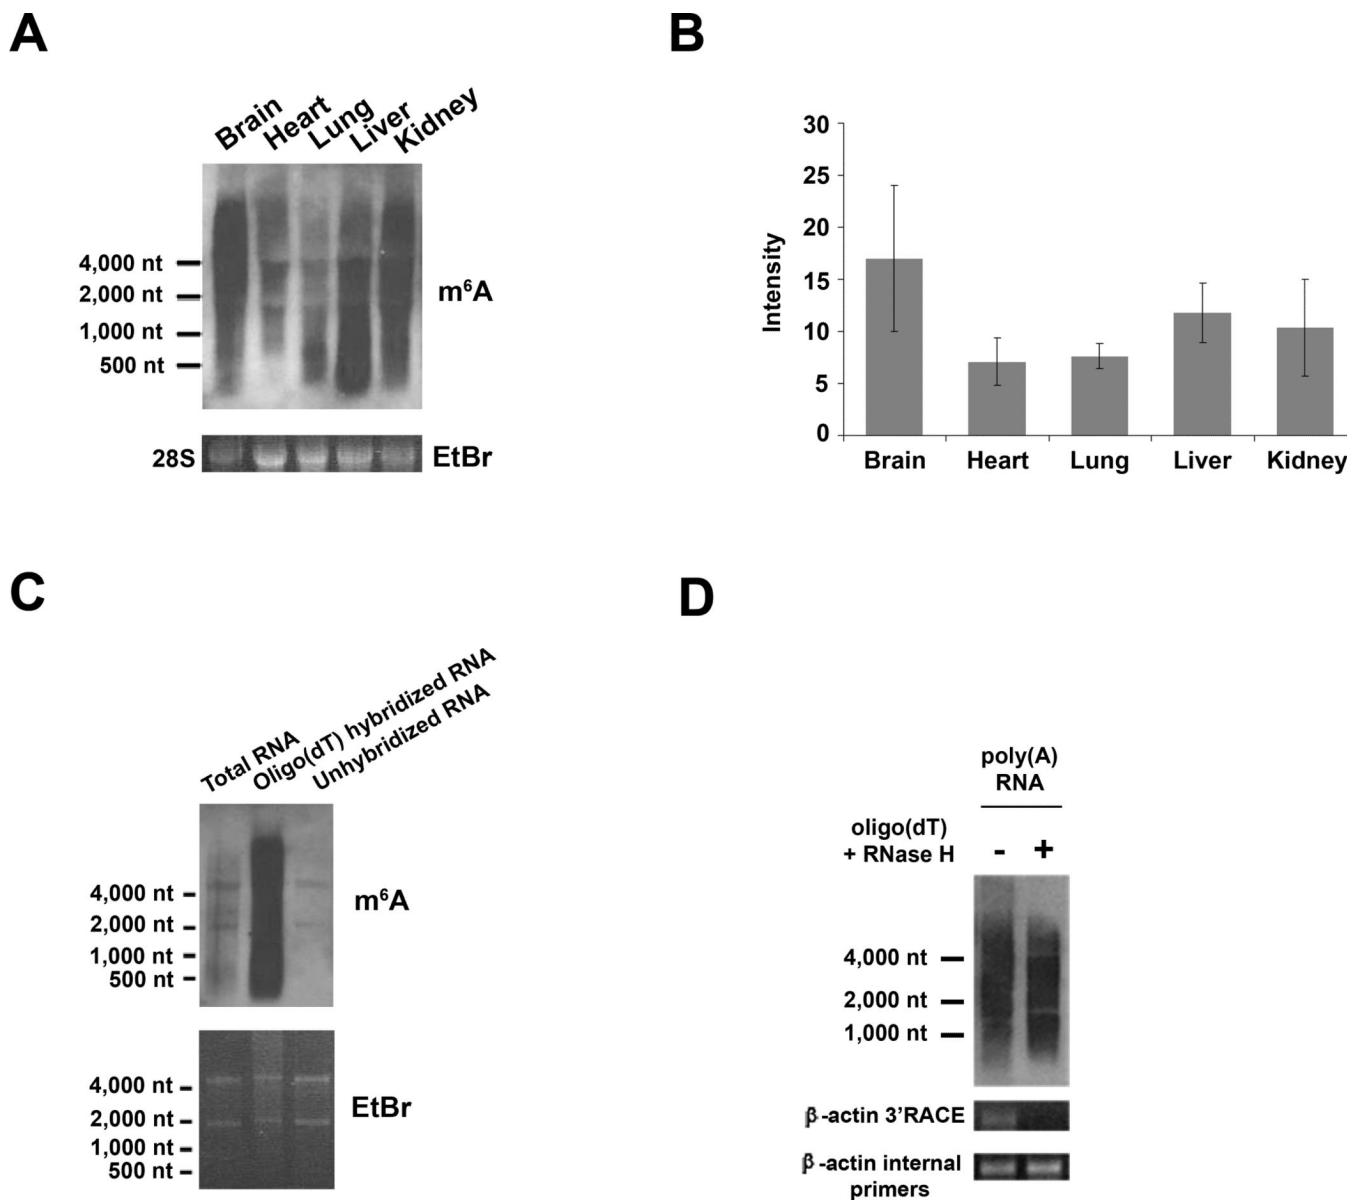 A
Brain
Heart
Lung
Liver
Kidney
4,000 nt
2,000 nt
1,000 nt
500 nt
m⁶A
28S
EtBr
B
Intensity
30
25
20
15
10
5
0
Brain
Heart
Lung
Liver
Kidney
C
Total RNA
Oligo(dT) hybridized RNA
Unhybridized RNA
4,000 nt
2,000 nt
1,000 nt
500 nt
m⁶A
4,000 nt
2,000 nt
1,000 nt
500 nt
EtBr
D
poly(A)
RNA
oligo(dT)
+ RNase H
- +
4,000 nt
2,000 nt
1,000 nt
β-actin 3'RACE
β-actin internal
primers